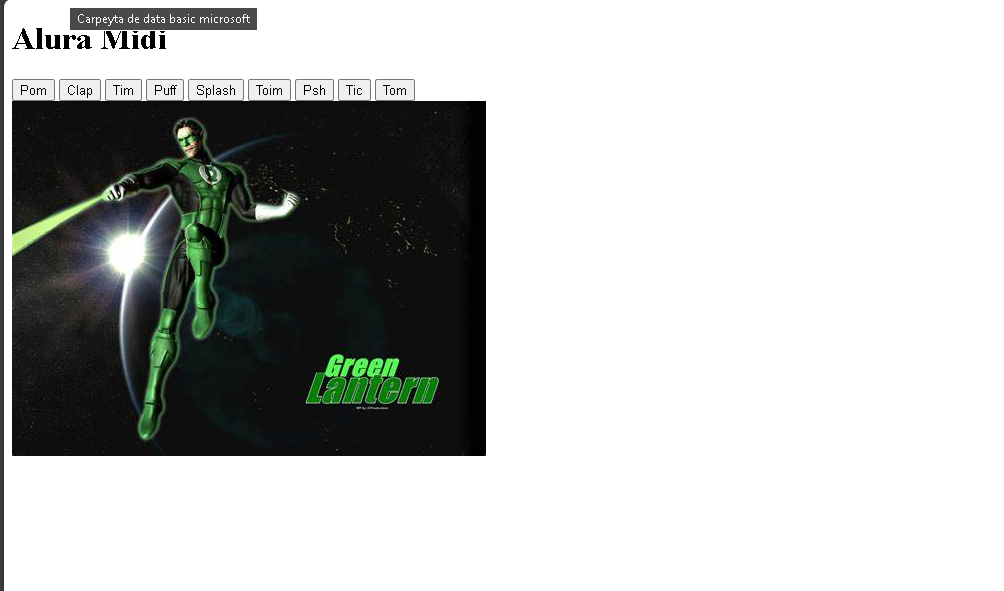 Carpeyta de data basic microsoft
Alura Midi
Pom Clap Tim Puff Splash Toim Psh Tic Tom
Green
Lantern